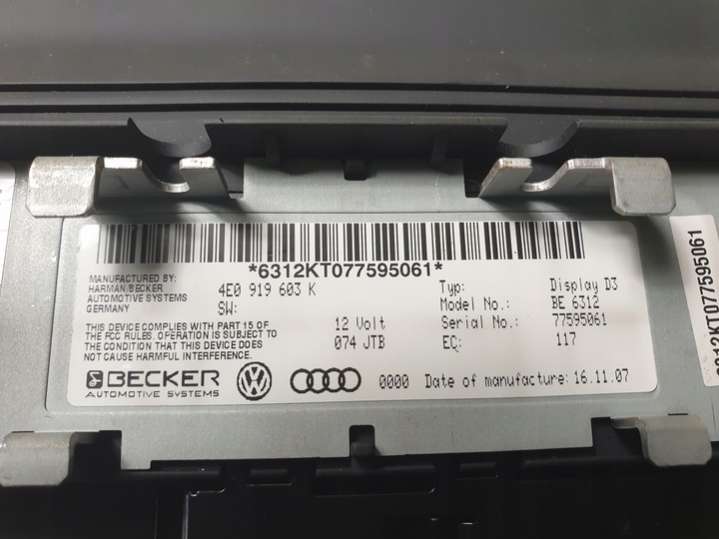 *6312KT077595061*
MANUFACTURED BY:
HARMAN/BECKER
AUTOMOTIVE SYSTEMS
GERMANY
4E0 919 603 K
SW:
Typ: Display D3
Model No.: BE 6312
Serial No.: 77595061
EC: 117
THIS DEVICE COMPLIES WITH PART 15 OF
THE FCC RULES. OPERATION IS SUBJECT TO
THE CONDITION THAT THIS DEVICE DOES
NOT CAUSE HARMFUL INTERFERENCE.
12 Volt
074 JTB
BECKER
AUTOMOTIVE SYSTEMS
0000 Date of manufacture: 16.11.07
6312KT077595061